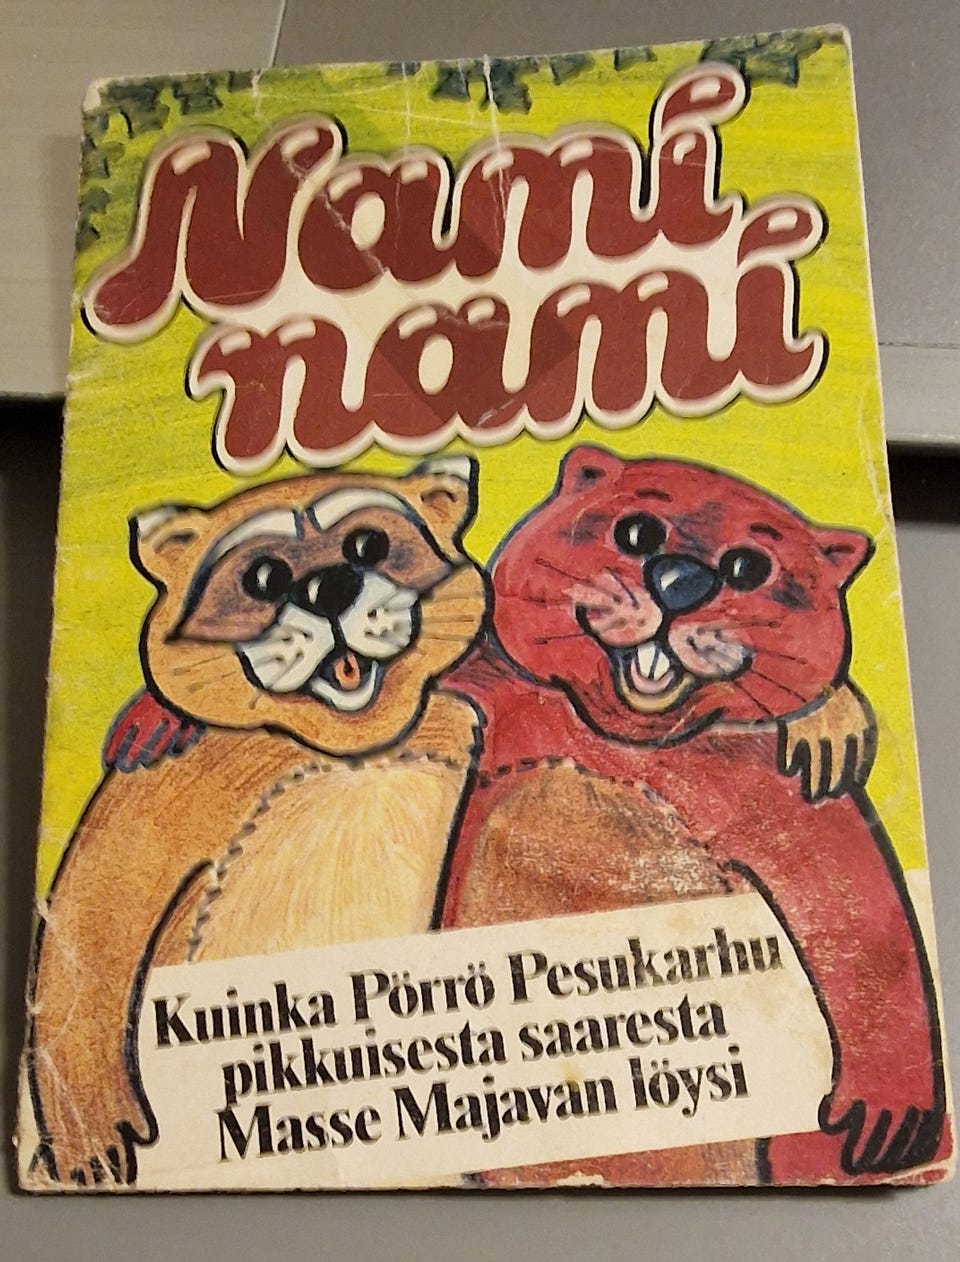 Nami
nami
Kuinka Pörrö Pesukarhu
pikkuisesta saaresta
Masse Majavan löysi